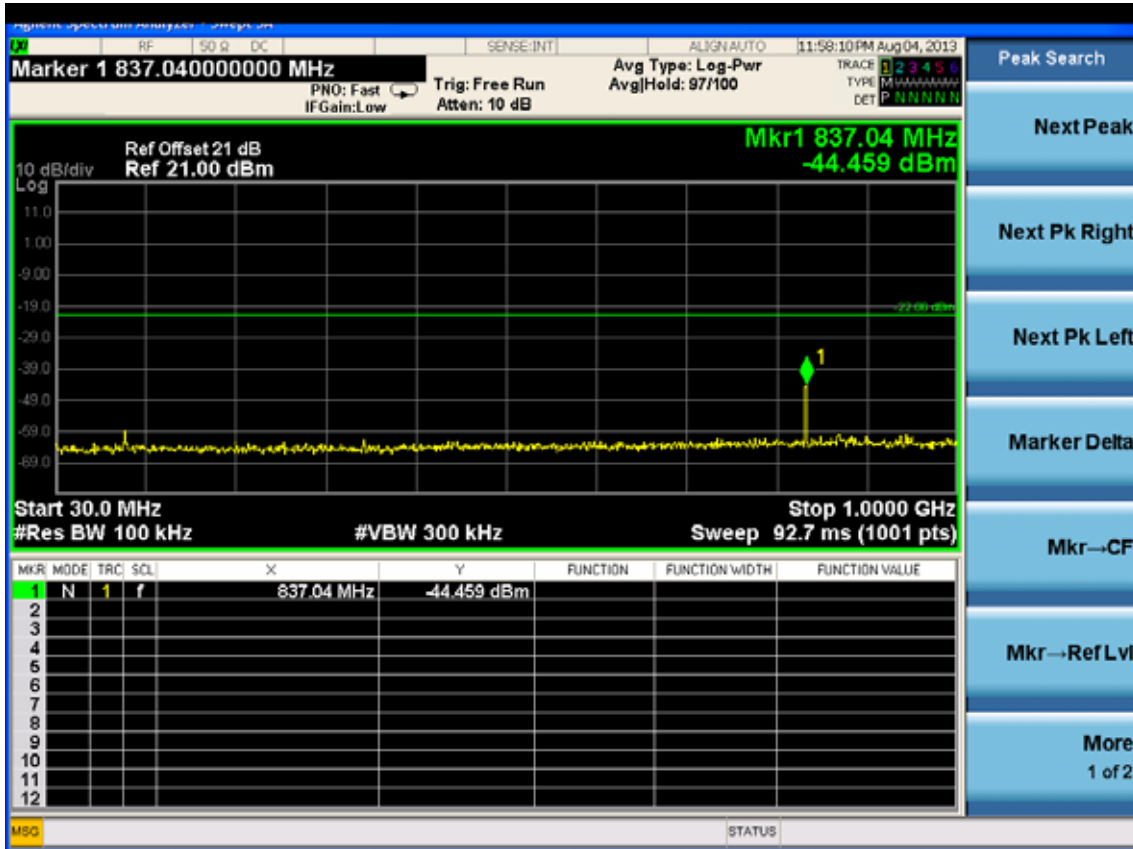 Agilent Spectrum Analyzer - Swept SA
RF 50 Ω DC SENSE:INT ALIGN AUTO 11:58:10 PM Aug 04, 2013
Marker 1 837.040000000 MHz
PNO: Fast
IFGain:Low
Trig: Free Run
Atten: 10 dB
Avg Type: Log-Pwr
Avg|Hold: 97/100
TRACE 1 2 3 4 5 6
TYPE M WWWWW
DET P N N N N N
Peak Search
Mkr1 837.04 MHz
-44.459 dBm
Ref Offset 21 dB
10 dB/div Ref 21.00 dBm
Log
11.0
1.00
-9.00
-19.0
-22.06 dBm
-29.0
-39.0
1
-49.0
-59.0
-69.0
Start 30.0 MHz Stop 1.0000 GHz
#Res BW 100 kHz #VBW 300 kHz Sweep 92.7 ms (1001 pts)
MKR MODE TRC SCL X Y FUNCTION FUNCTION WIDTH FUNCTION VALUE
1 N 1 f 837.04 MHz -44.459 dBm
2
3
4
5
6
7
8
9
10
11
12
MSG STATUS
Next Peak
Next Pk Right
Next Pk Left
Marker Delta
Mkr→CF
Mkr→Ref Lvl
More
1 of 2